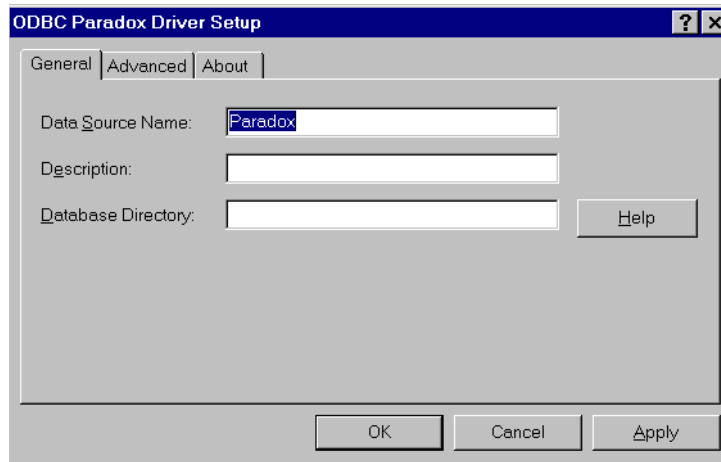 ODBC Paradox Driver Setup
General Advanced About
Data Source Name: Paradox
Description:
Database Directory:
Help
OK Cancel Apply